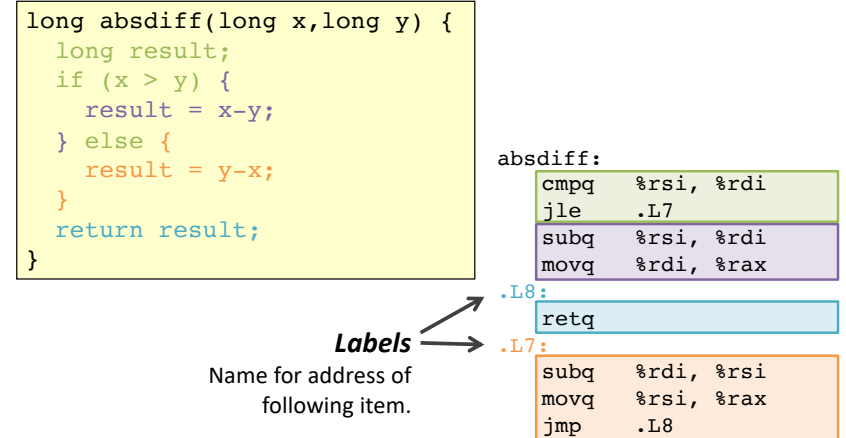 long absdiff(long x,long y) {
  long result;
  if (x > y) {
    result = x-y;
  } else {
    result = y-x;
  }
  return result;
}
absdiff:
cmpq %rsi, %rdi
jle .L7
subq %rsi, %rdi
movq %rdi, %rax
.L8:
retq
.L7:
subq %rdi, %rsi
movq %rsi, %rax
jmp .L8
Labels
Name for address of
following item.